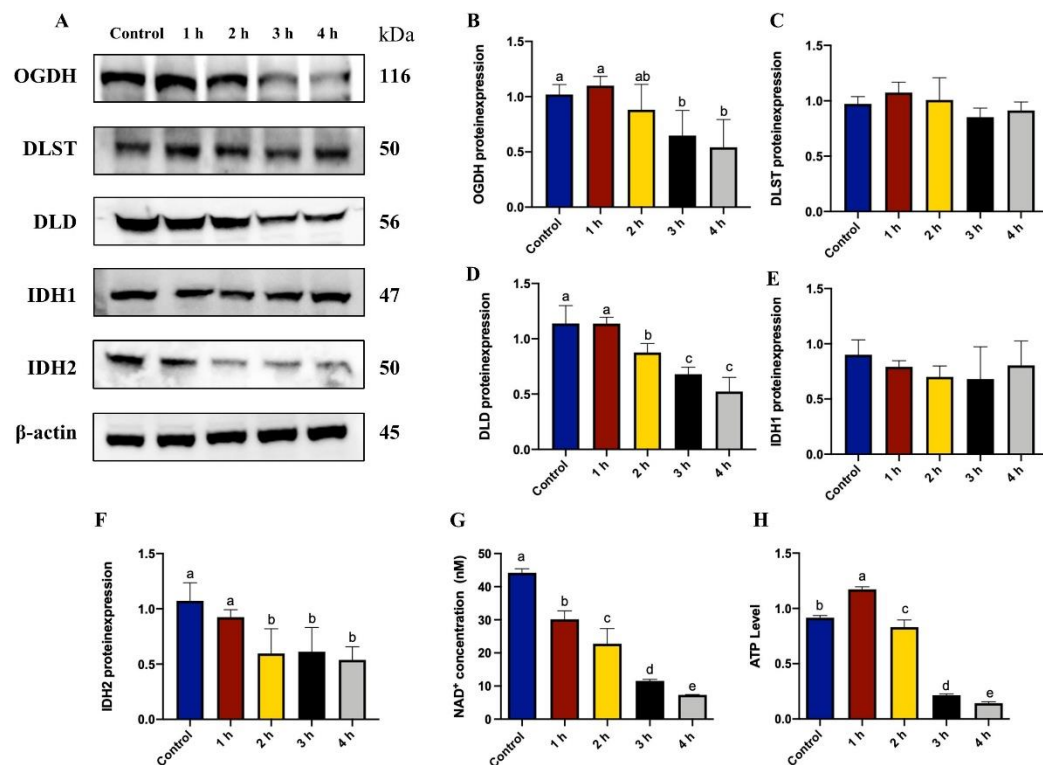 A
Control 1 h 2 h 3 h 4 h kDa
OGDH 116
DLST 50
DLD 56
IDH1 47
IDH2 50
β-actin 45
B
OGDH proteinexpression
1.5
1.0
0.5
0.0
a a ab b b
Control 1 h 2 h 3 h 4 h
C
DLST proteinexpression
1.5
1.0
0.5
0.0
Control 1 h 2 h 3 h 4 h
D
DLD proteinexpression
1.5
1.0
0.5
0.0
a a b c c
Control 1 h 2 h 3 h 4 h
E
IDH1 proteinexpression
1.5
1.0
0.5
0.0
Control 1 h 2 h 3 h 4 h
F
IDH2 proteinexpression
1.5
1.0
0.5
0.0
a a b b b
Control 1 h 2 h 3 h 4 h
G
NAD⁺ concentration (nM)
50
40
30
20
10
0
a b c d e
Control 1 h 2 h 3 h 4 h
H
ATP Level
1.5
1.0
0.5
0.0
b a c d e
Control 1 h 2 h 3 h 4 h